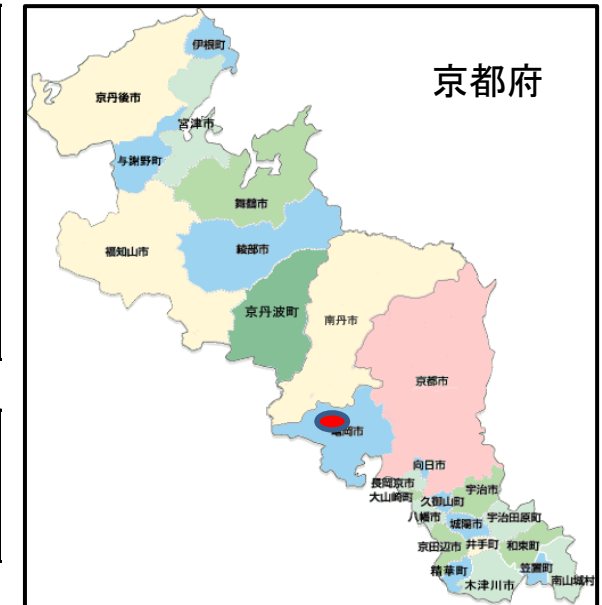 京都府
伊根町
京丹後市
宮津市
与謝野町
舞鶴市
福知山市
綾部市
京丹波町
南丹市
京都市
亀岡市
向日市
長岡京市
大山崎町
宇治市
久御山町
八幡市
城陽市
宇治田原町
京田辺市
井手町
和束町
精華町
笠置町
木津川市
南山城村